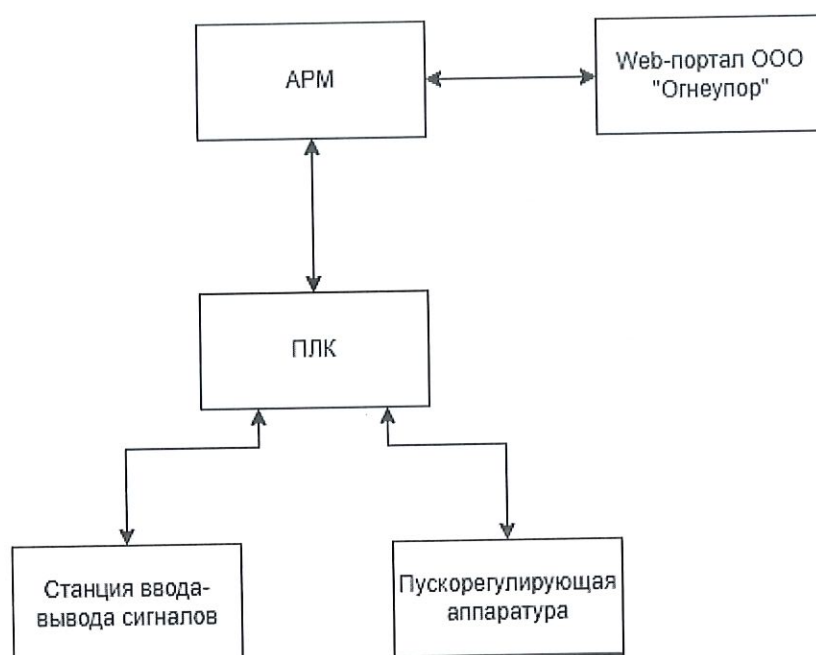 АРМ
Web-портал ООО
"Огнеупор"
ПЛК
Станция ввода-
вывода сигналов
Пускорегулирующая
аппаратура